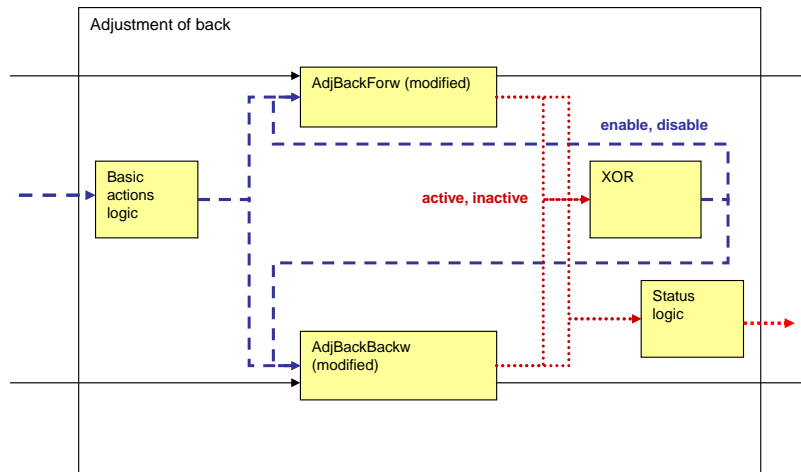 Adjustment of back
AdjBackForw (modified)
enable, disable
Basic
actions
logic
XOR
active, inactive
Status
logic
AdjBackBackw
(modified)